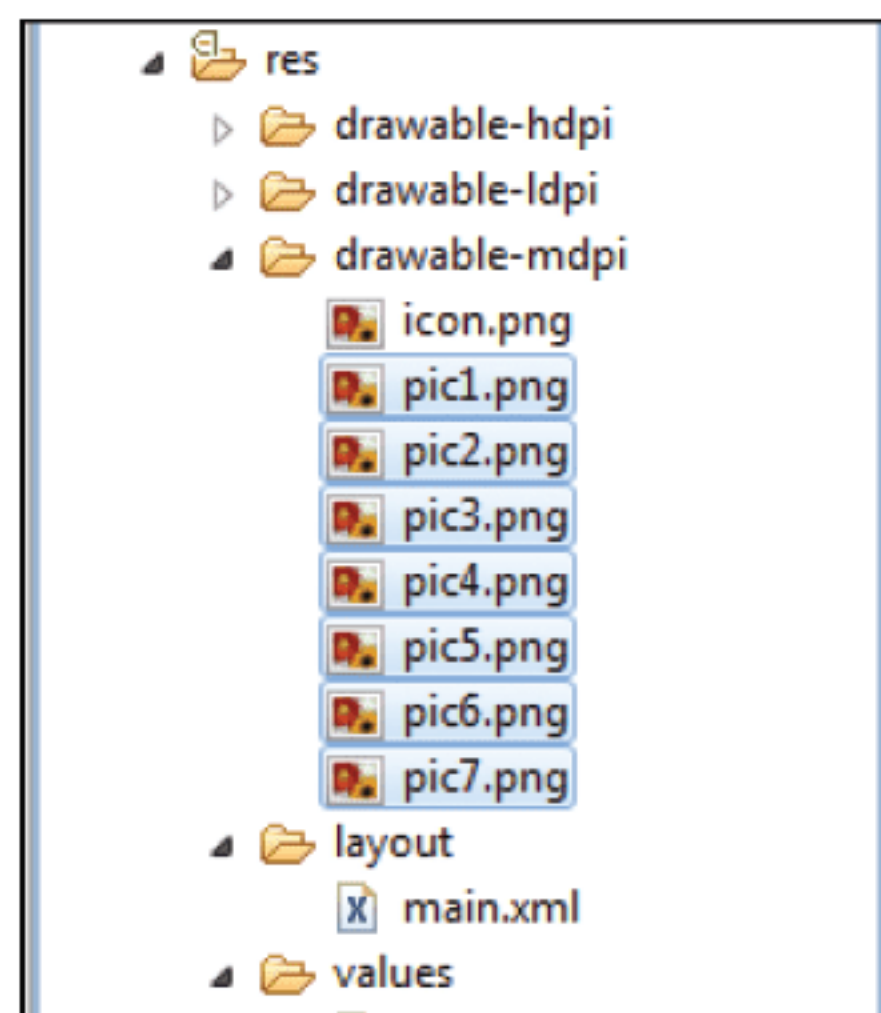 res
drawable-hdpi
drawable-ldpi
drawable-mdpi
icon.png
pic1.png
pic2.png
pic3.png
pic4.png
pic5.png
pic6.png
pic7.png
layout
main.xml
values